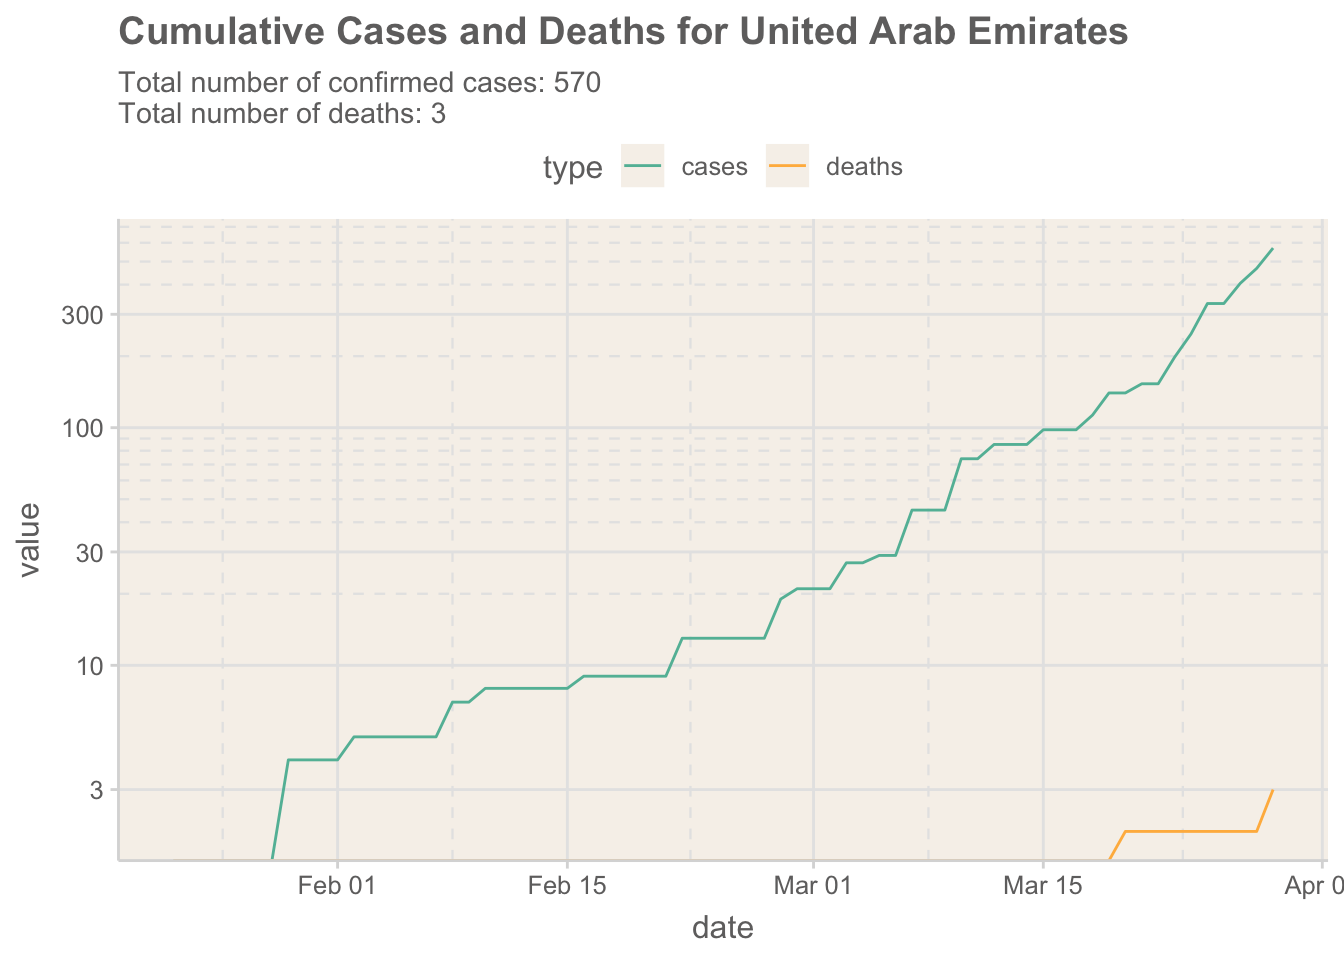 Cumulative Cases and Deaths for United Arab Emirates
Total number of confirmed cases: 570
Total number of deaths: 3
type cases deaths
300
100
30
10
3
value
Feb 01 Feb 15 Mar 01 Mar 15 Apr 0
date